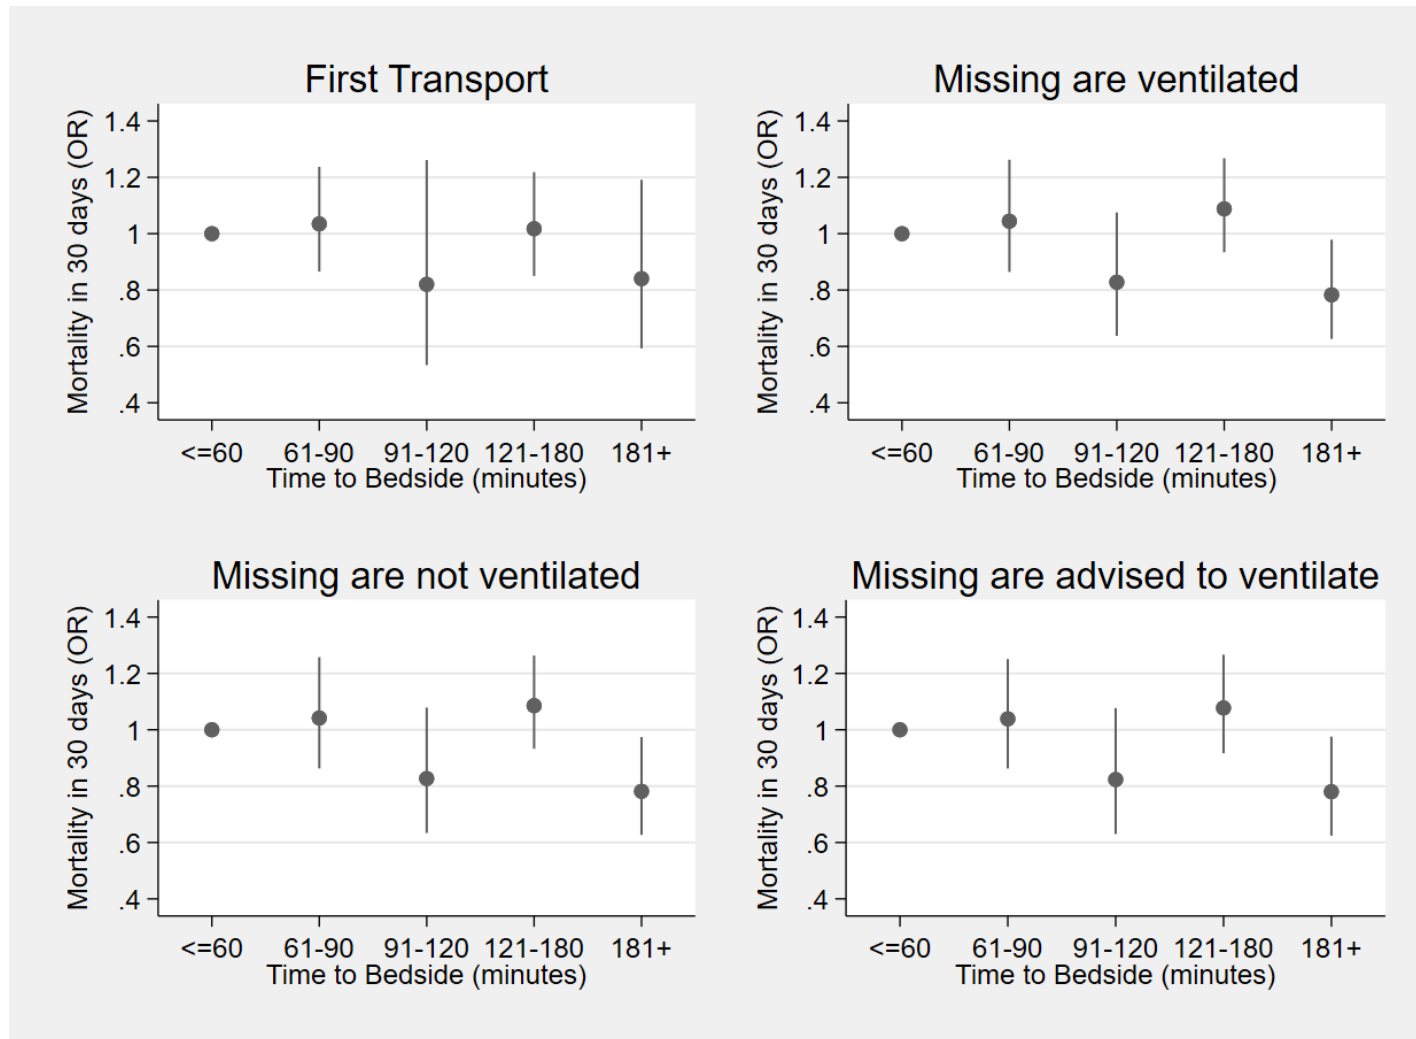 First Transport
Mortality in 30 days (OR)
1.4
1.2
1
.8
.6
.4
<=60 61-90 91-120 121-180 181+
Time to Bedside (minutes)
Missing are ventilated
Mortality in 30 days (OR)
1.4
1.2
1
.8
.6
.4
<=60 61-90 91-120 121-180 181+
Time to Bedside (minutes)
Missing are not ventilated
Mortality in 30 days (OR)
1.4
1.2
1
.8
.6
.4
<=60 61-90 91-120 121-180 181+
Time to Bedside (minutes)
Missing are advised to ventilate
Mortality in 30 days (OR)
1.4
1.2
1
.8
.6
.4
<=60 61-90 91-120 121-180 181+
Time to Bedside (minutes)